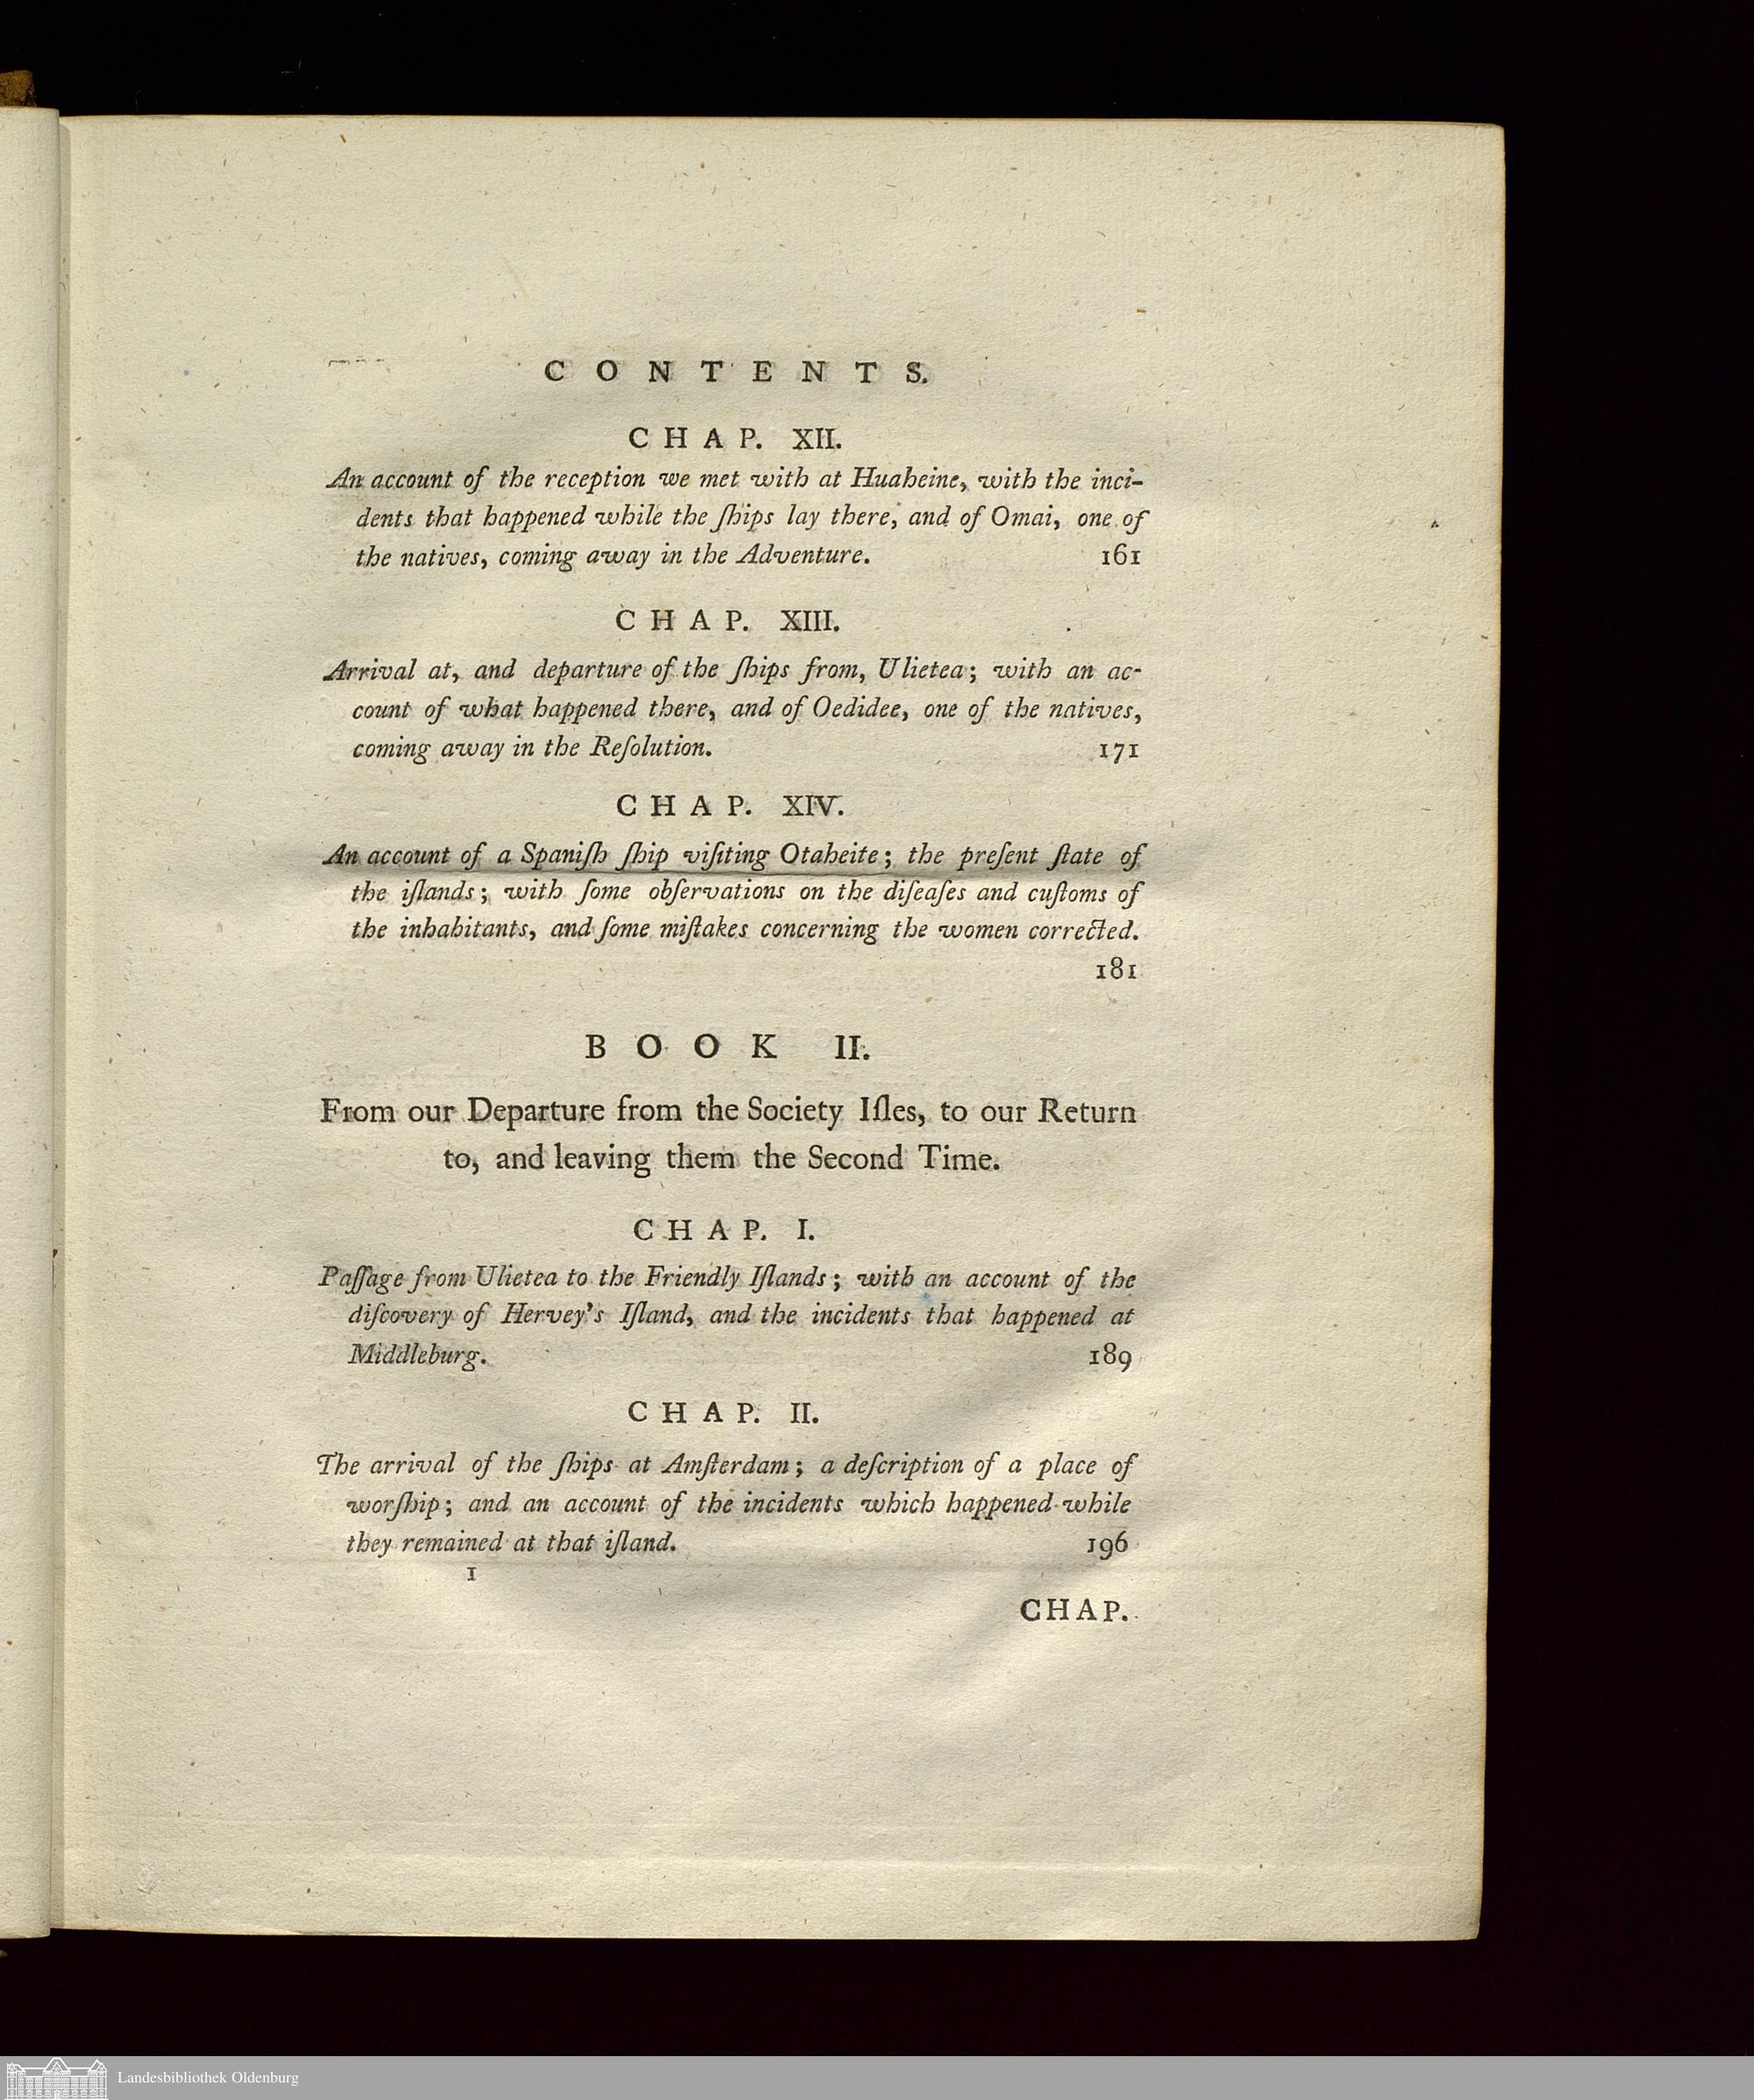 CONTENTS.
CHAP. XII.
An account of the reception we met with at Huaheine, with the inci-
dents that happened while the ſhips lay there, and of Omai, one of
the natives, coming away in the Adventure. 161
CHAP. XIII.
Arrival at, and departure of the ſhips from, Ulietea; with an ac-
count of what happened there, and of Oedidee, one of the natives,
coming away in the Reſolution. 171
CHAP. XIV.
An account of a Spaniſh ſhip viſiting Otaheite; the preſent ſtate of
the iſlands; with ſome obſervations on the diſeaſes and cuſtoms of
the inhabitants, and ſome miſtakes concerning the women corrected.
181
BOOK II.
From our Departure from the Society Iſles, to our Return
to, and leaving them the Second Time.
CHAP. I.
Paſſage from Ulietea to the Friendly Iſlands; with an account of the
diſcovery of Hervey's Iſland, and the incidents that happened at
Middleburg. 189
CHAP. II.
The arrival of the ſhips at Amſterdam; a deſcription of a place of
worſhip; and an account of the incidents which happened while
they remained at that iſland. 196
I
CHAP.
Landesbibliothek Oldenburg